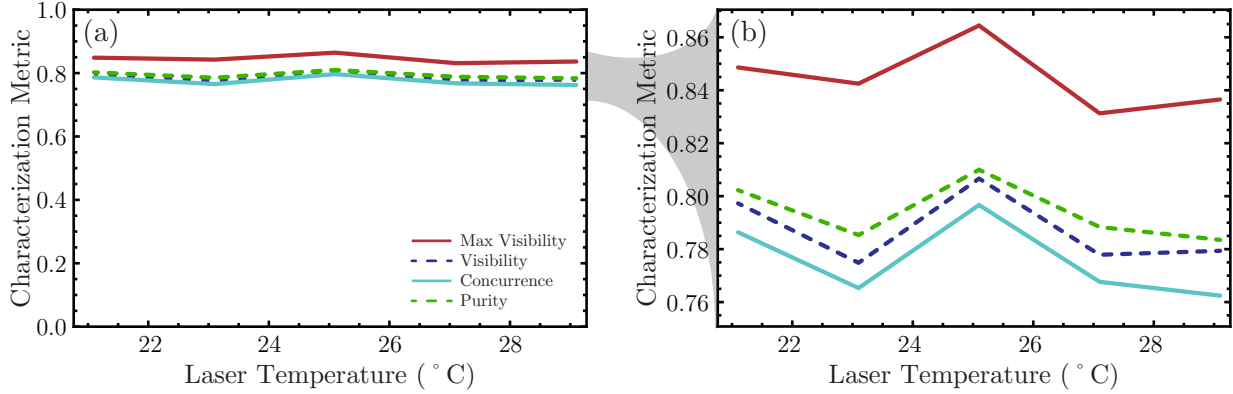 (a)
Characterization Metric
1.0
0.8
0.6
0.4
0.2
0.0
Max Visibility
Visibility
Concurrence
Purity
22 24 26 28
Laser Temperature (°C)
(b)
Characterization Metric
0.86
0.84
0.82
0.80
0.78
0.76
22 24 26 28
Laser Temperature (°C)